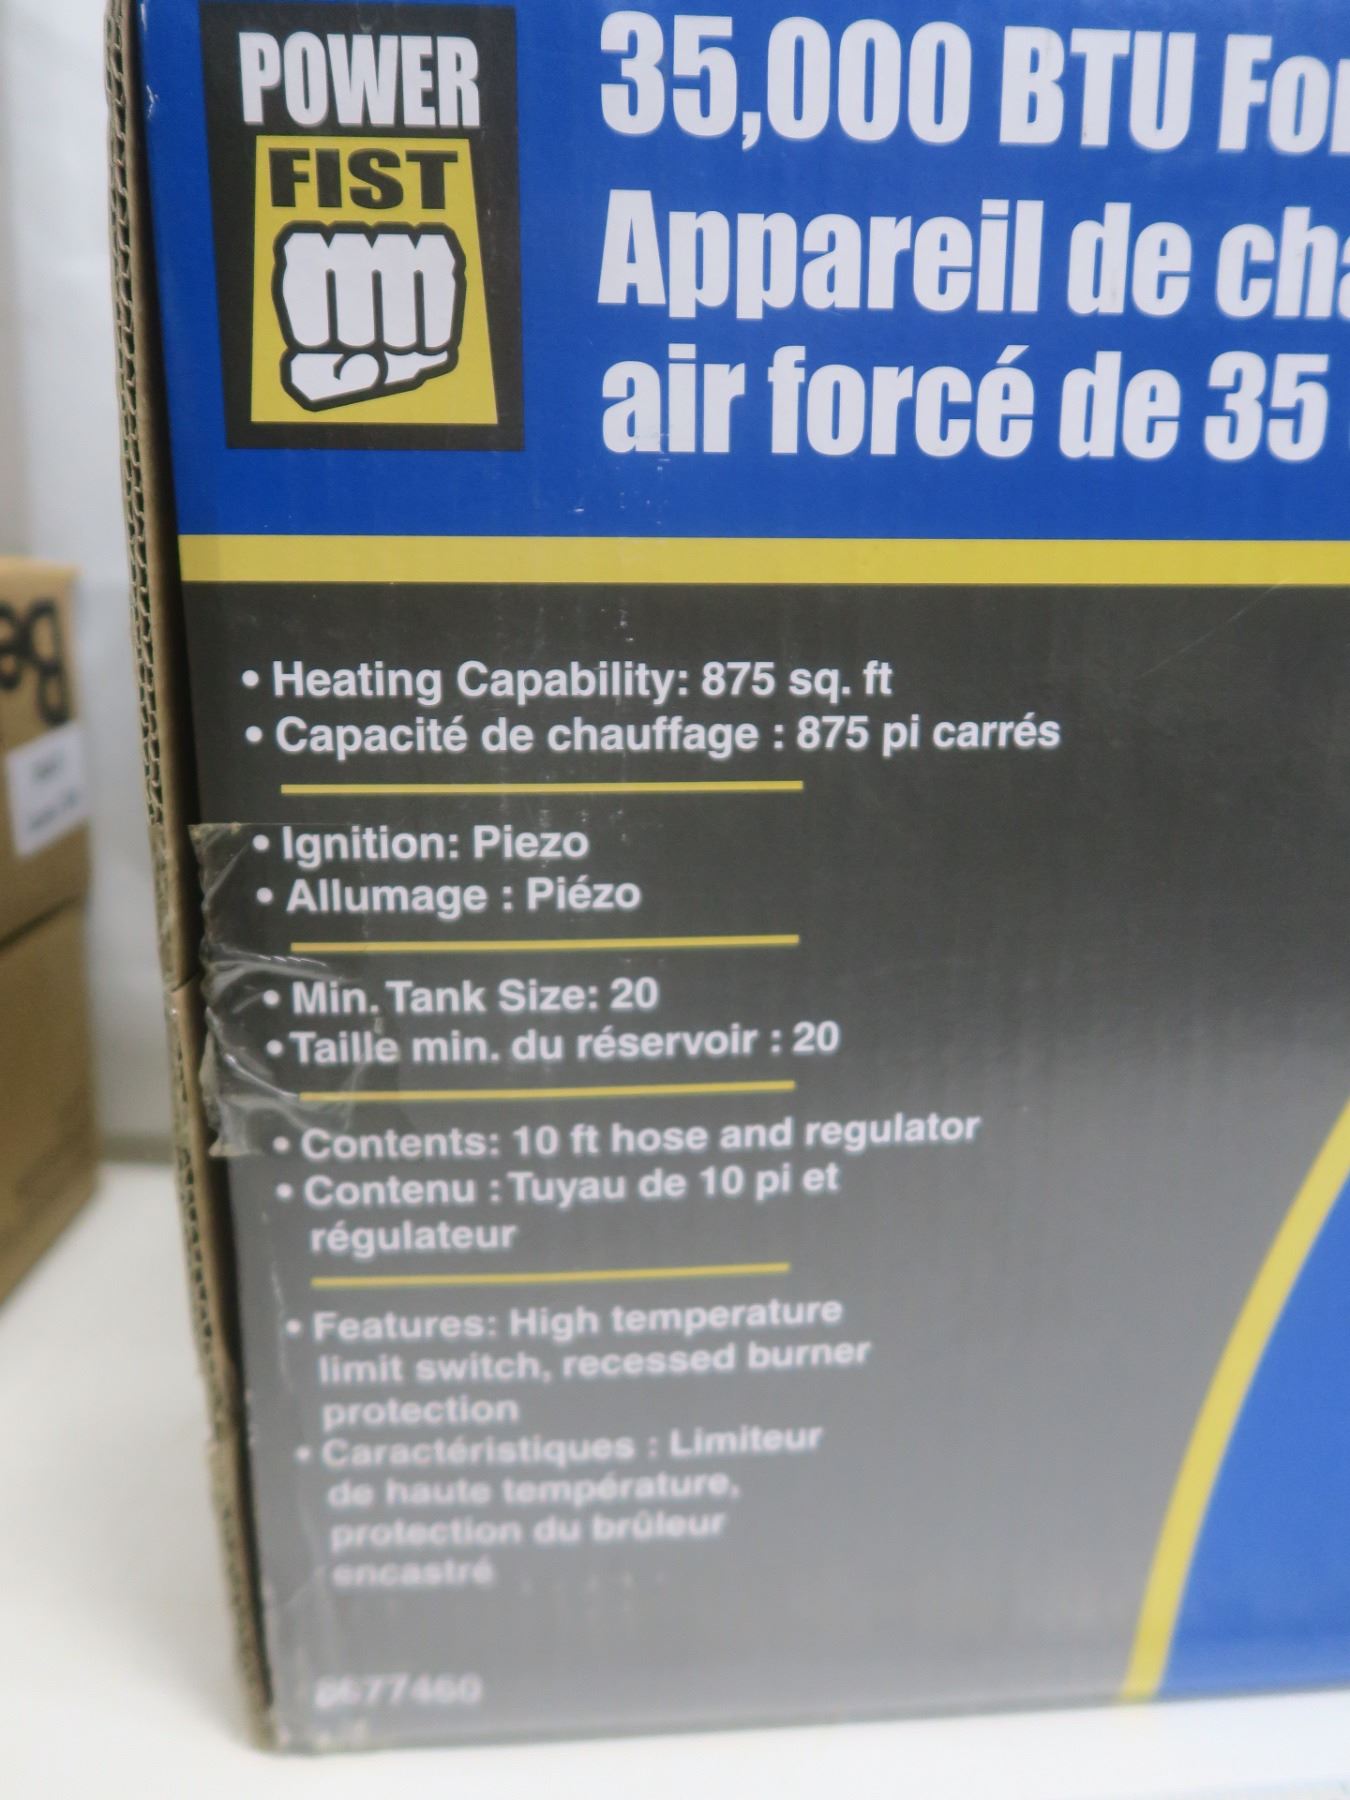 POWER
FIST
35,000 BTU
Appareil de
air forcé de 35
• Heating Capability: 875 sq. ft
• Capacité de chauffage : 875 pi carrés
• Ignition: Piezo
• Allumage : Piézo
• Min. Tank Size: 20
• Taille min. du réservoir : 20
• Contents: 10 ft hose and regulator
• Contenu : Tuyau de 10 pi et
régulateur
• Features: High temperature
limit switch, recessed burner
protection
• Caractéristiques : Limiteur
de haute température,
protection du brûleur
encastré
8677460